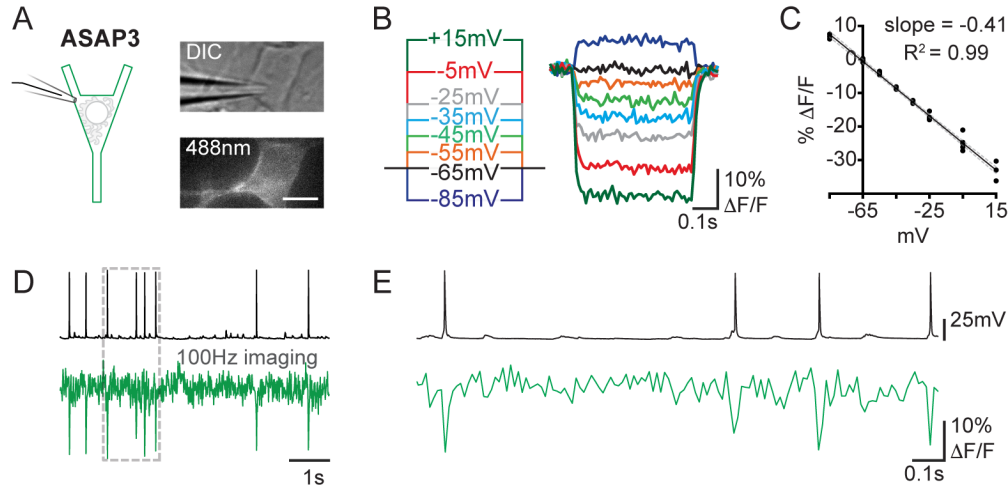 A
ASAP3
DIC
488nm
B
+15mV
-5mV
-25mV
-35mV
-45mV
-55mV
-65mV
-85mV
10%
ΔF/F
0.1s
C
slope = -0.41
R² = 0.99
% ΔF/F
10
0
-10
-20
-30
-65
-25
15
mV
D
100Hz imaging
1s
E
25mV
10%
ΔF/F
0.1s